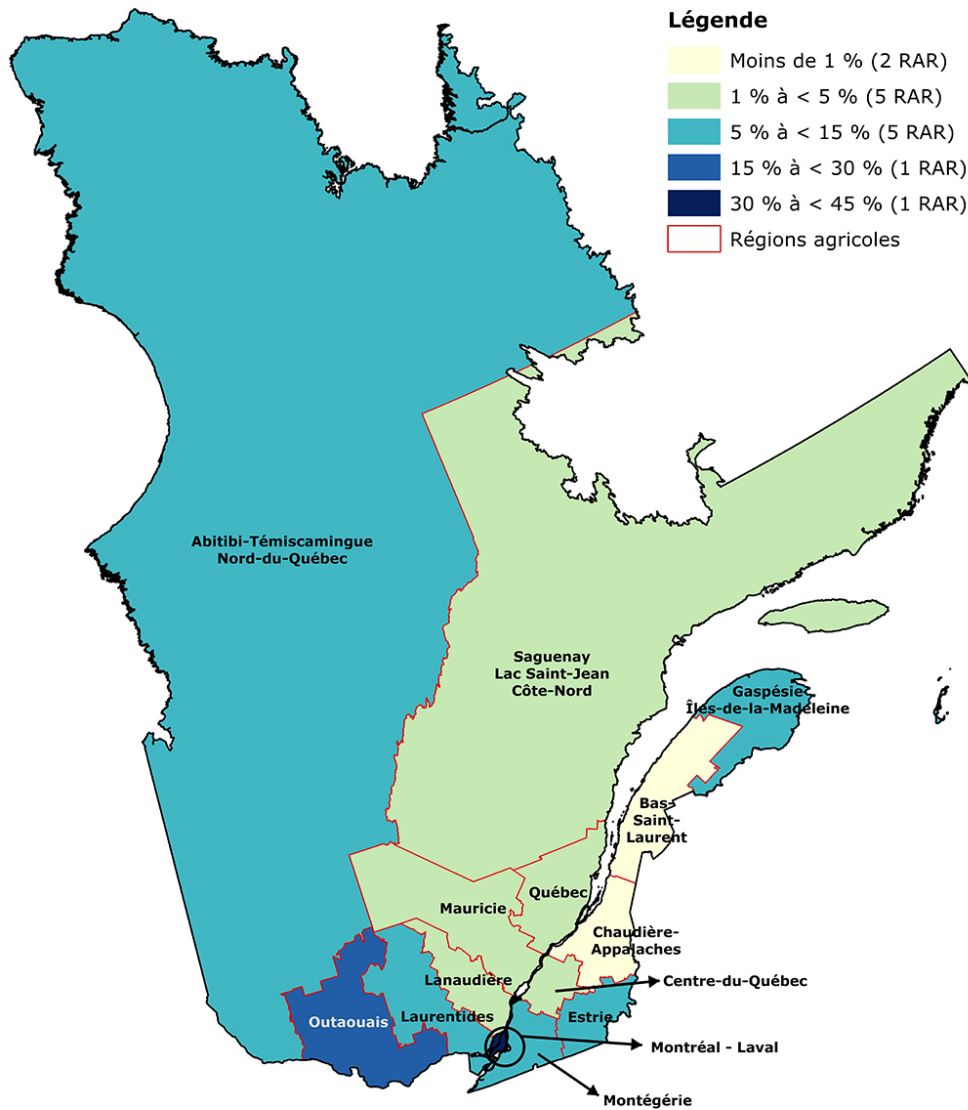 Légende
Moins de 1 % (2 RAR)
1 % à < 5 % (5 RAR)
5 % à < 15 % (5 RAR)
15 % à < 30 % (1 RAR)
30 % à < 45 % (1 RAR)
Régions agricoles
Abitibi-Témiscamingue
Nord-du-Québec
Saguenay
Lac Saint-Jean
Côte-Nord
Gaspésie-
Îles-de-la-Madeleine
Bas-
Saint-
Laurent
Québec
Mauricie
Chaudière-
Appalaches
Lanaudière
Centre-du-Québec
Laurentides
Estrie
Outaouais
Montréal - Laval
Montégérie